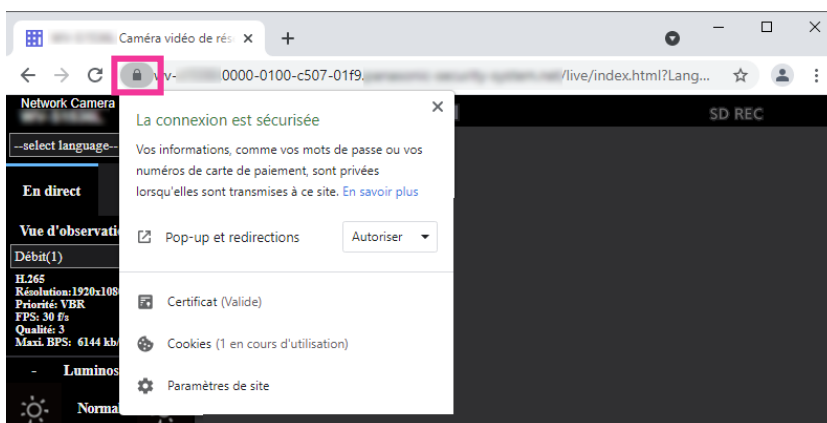 Caméra vidéo de rés
0000-0100-c507-01f9. /live/index.html?Lang...
Network Camera
SD REC
--select language--
En direct
Vue d'observati
Débit(1)
H.265
Résolution:1920x108
Priorité: VBR
FPS: 30 f/s
Qualité: 3
Maxi. BPS: 6144 kb/
- Luminos
Normal
La connexion est sécurisée
Vos informations, comme vos mots de passe ou vos
numéros de carte de paiement, sont privées
lorsqu'elles sont transmises à ce site. En savoir plus
Pop-up et redirections Autoriser
Certificat (Valide)
Cookies (1 en cours d'utilisation)
Paramètres de site